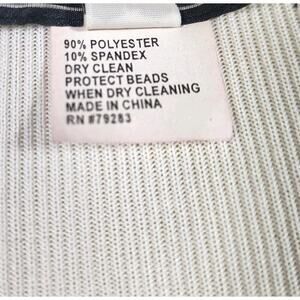 90% POLYESTER
10% SPANDEX
DRY CLEAN
PROTECT BEADS
WHEN DRY CLEANING
MADE IN CHINA
RN #79283